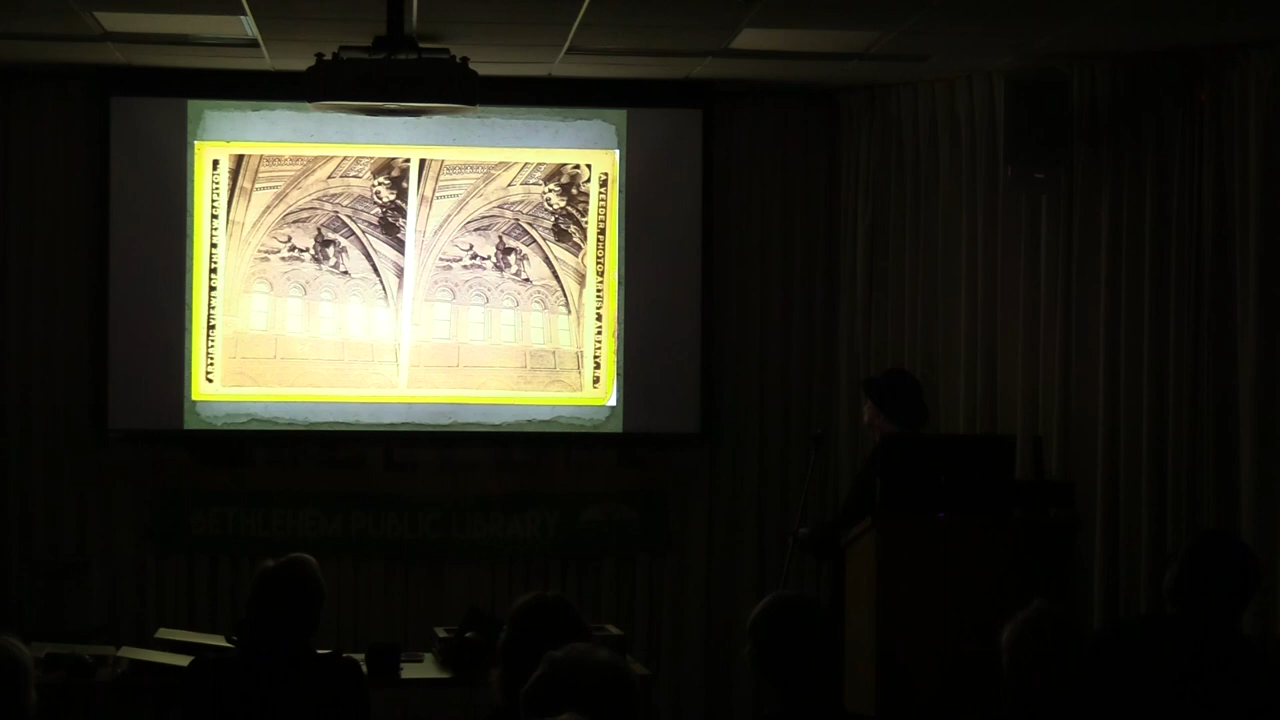 ARTISTIC VIEWS OF THE NEW CAPITOL.
A. VEEDER, PHOTO-ARTIST, ALBANY, N.Y.
BETHLEHEM PUBLIC LIBRARY